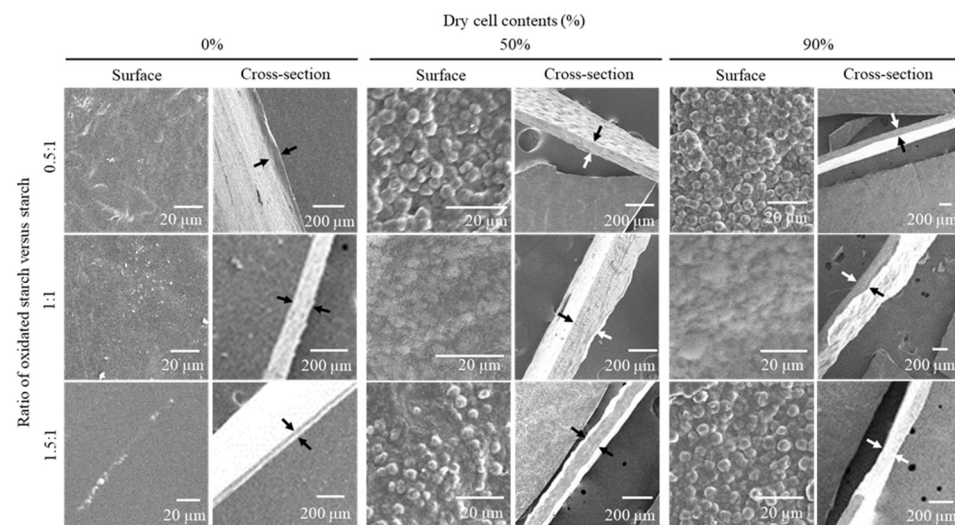 Dry cell contents (%)
0%
50%
90%
Surface
Cross-section
Surface
Cross-section
Surface
Cross-section
Ratio of oxidated starch versus starch
0.5:1
20 μm
200 μm
20 μm
200 μm
20 μm
200 μm
1:1
20 μm
200 μm
20 μm
200 μm
20 μm
200 μm
1.5:1
20 μm
200 μm
20 μm
200 μm
20 μm
200 μm